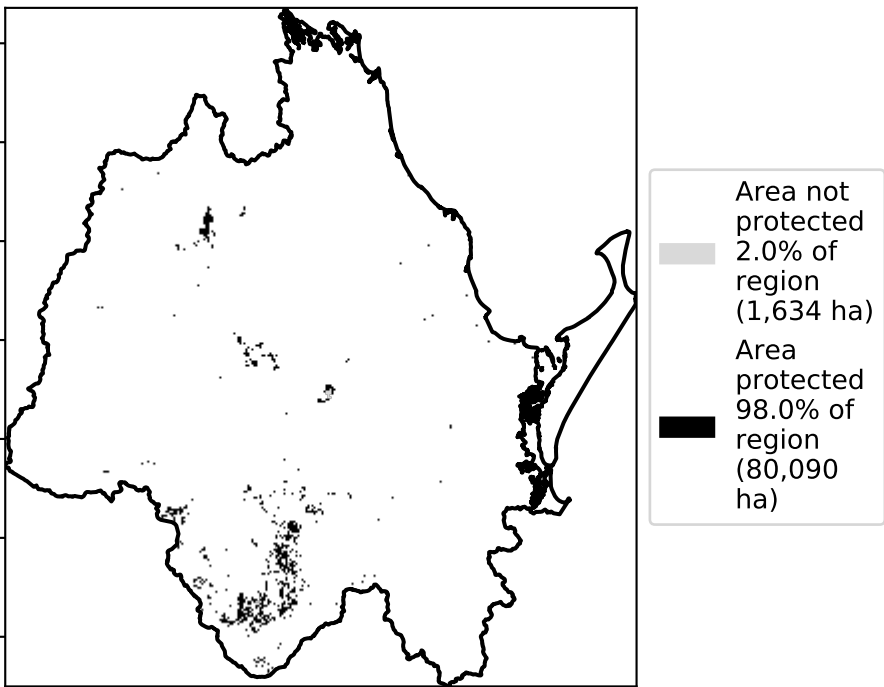 Area not
protected
2.0% of
region
(1,634 ha)
Area
protected
98.0% of
region
(80,090
ha)